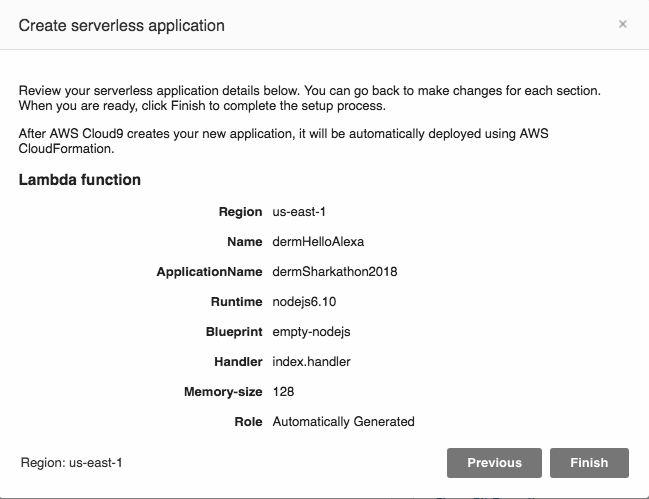 Create serverless application
×
Review your serverless application details below. You can go back to make changes for each section.
When you are ready, click Finish to complete the setup process.
After AWS Cloud9 creates your new application, it will be automatically deployed using AWS
CloudFormation.
Lambda function
Region us-east-1
Name dermHelloAlexa
ApplicationName dermSharkathon2018
Runtime nodejs6.10
Blueprint empty-nodejs
Handler index.handler
Memory-size 128
Role Automatically Generated
Region: us-east-1
Previous
Finish